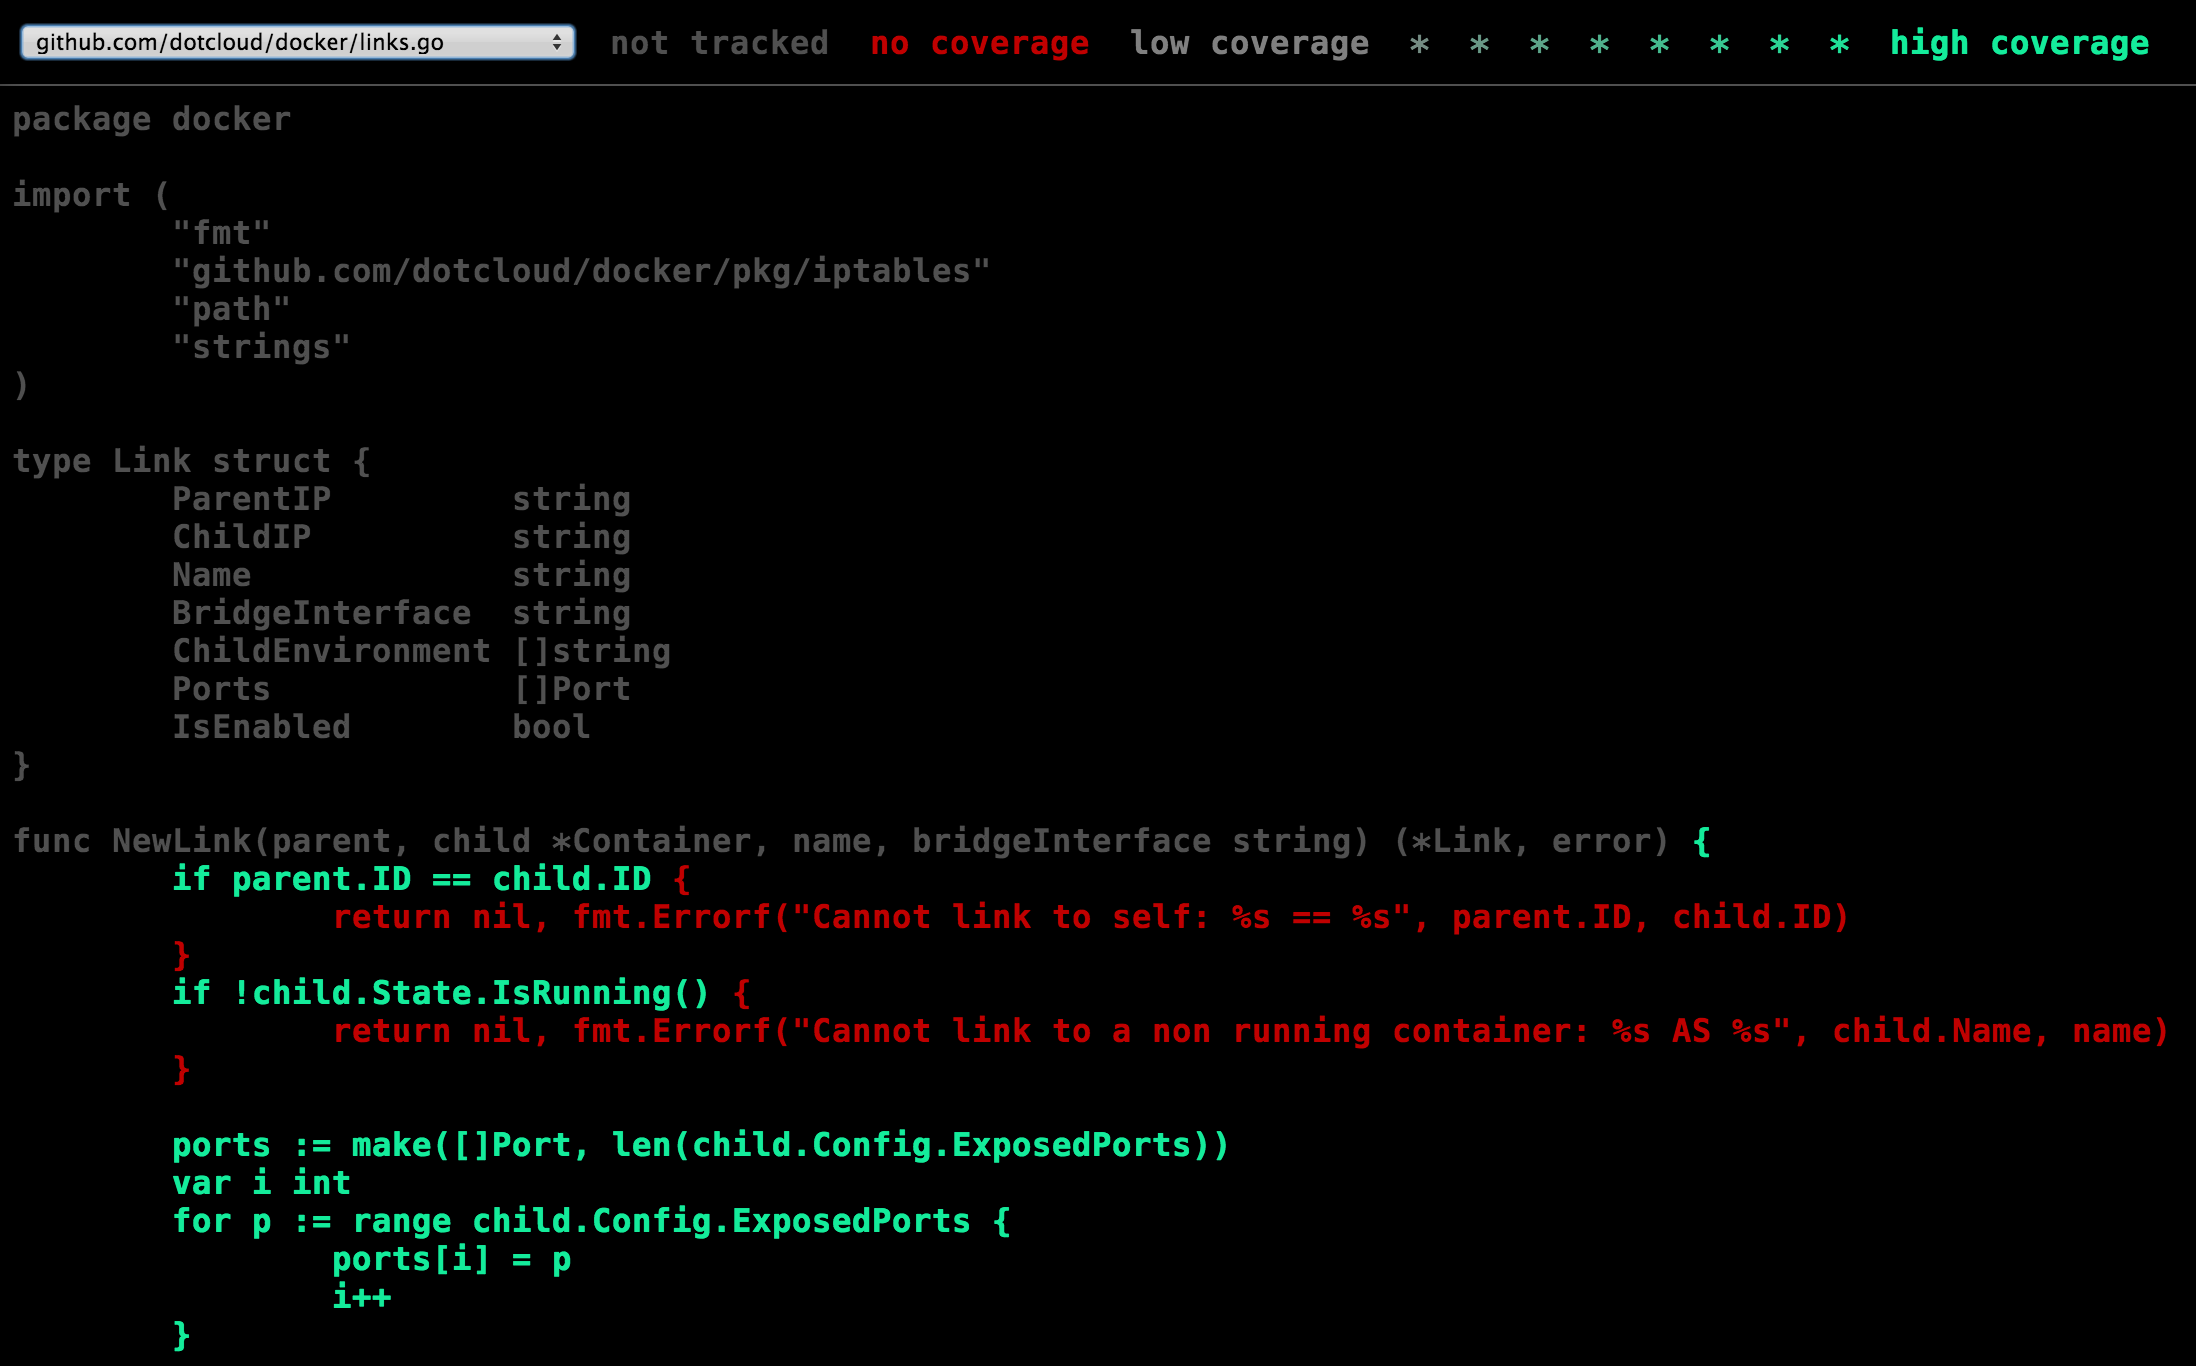 github.com/dotcloud/docker/links.go not tracked no coverage low coverage * * * * * * * * high coverage
package docker
import (
"fmt"
"github.com/dotcloud/docker/pkg/iptables"
"path"
"strings"
)
type Link struct {
ParentIP string
ChildIP string
Name string
BridgeInterface string
ChildEnvironment []string
Ports []Port
IsEnabled bool
}
func NewLink(parent, child *Container, name, bridgeInterface string) (*Link, error) {
if parent.ID == child.ID {
return nil, fmt.Errorf("Cannot link to self: %s == %s", parent.ID, child.ID)
}
if !child.State.IsRunning() {
return nil, fmt.Errorf("Cannot link to a non running container: %s AS %s", child.Name, name)
}
ports := make([]Port, len(child.Config.ExposedPorts))
var i int
for p := range child.Config.ExposedPorts {
ports[i] = p
i++
}